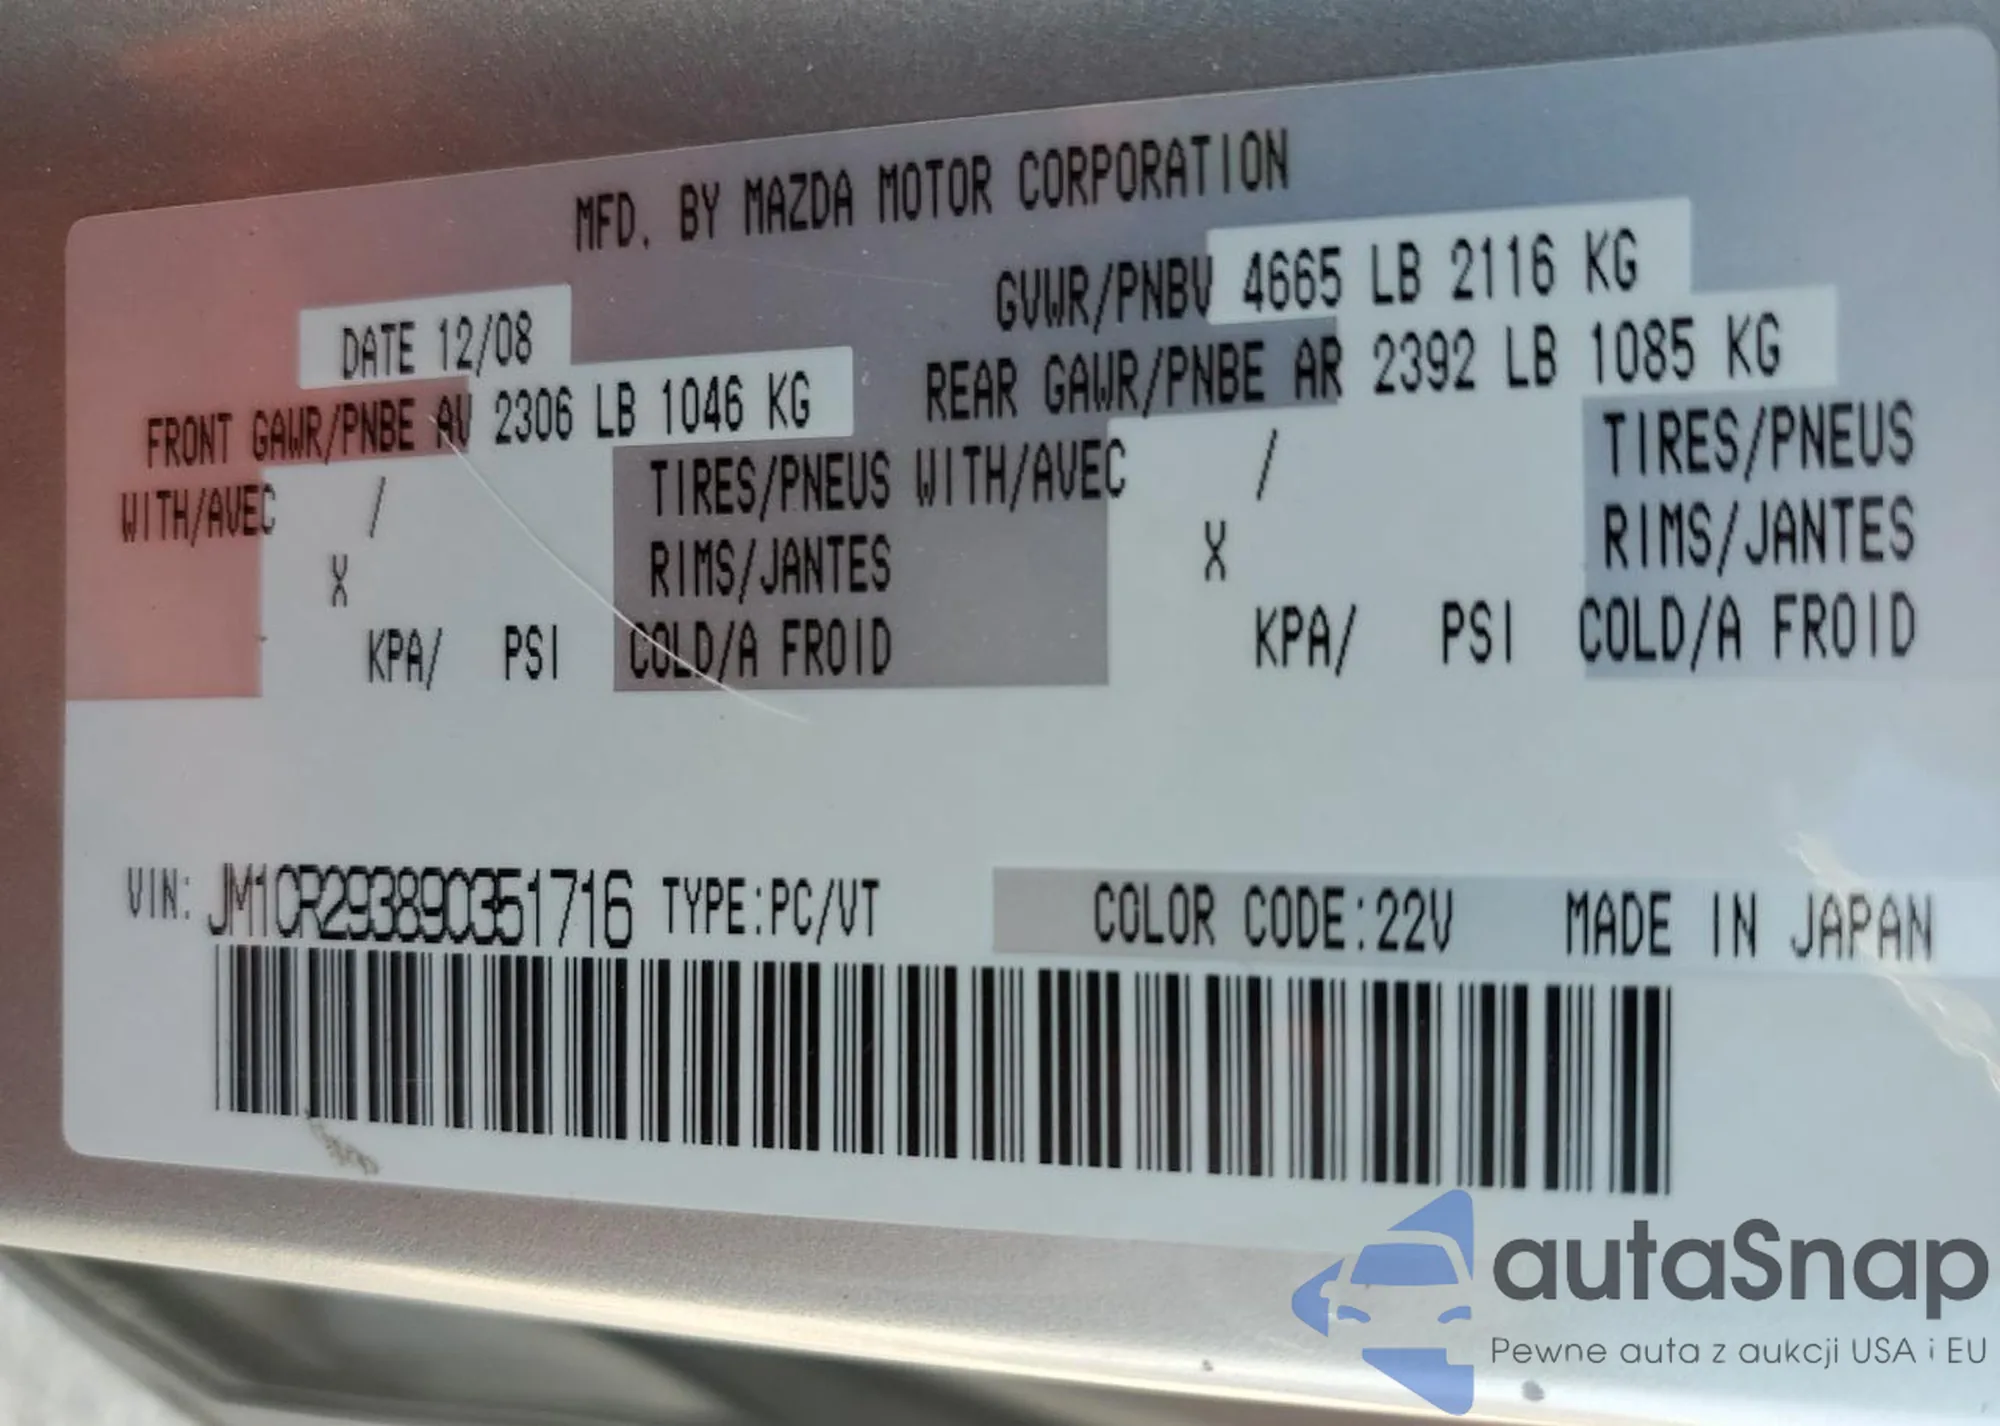 MFD. BY MAZDA MOTOR CORPORATION
DATE 12/08 GVWR/PNBV 4665 LB 2116 KG
FRONT GAWR/PNBE AV 2306 LB 1046 KG REAR GAWR/PNBE AR 2392 LB 1085 KG
WITH/AVEC / TIRES/PNEUS WITH/AVEC / TIRES/PNEUS
X RIMS/JANTES X RIMS/JANTES
KPA/ PSI COLD/A FROID KPA/ PSI COLD/A FROID
VIN: JM1CR293890351716 TYPE:PC/VT COLOR CODE:22V MADE IN JAPAN
autaSnap
Pewne auta z aukcji USA i EU